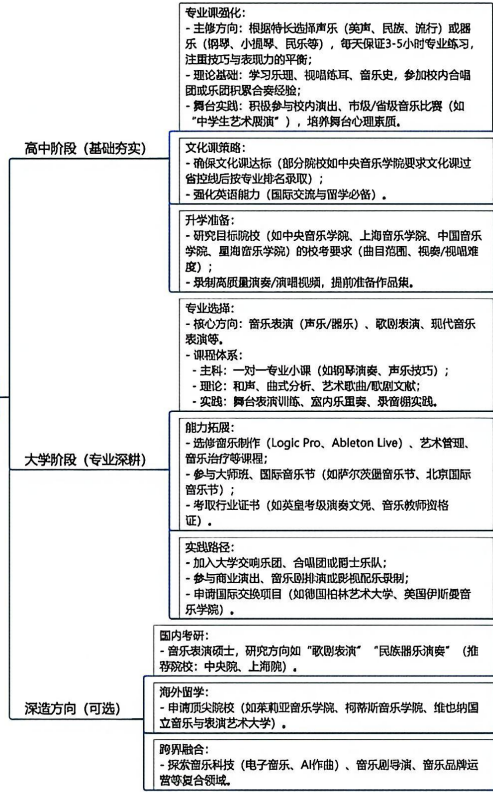 专业课强化：
- 主修方向：根据特长选择声乐（美声、民族、流行）或器
乐（钢琴、小提琴、民乐等），每天保证3-5小时专业练习，
注重技巧与表现力的平衡；
- 理论基础：学习乐理、视唱练耳、音乐史，参加校内合唱
团或乐团积累合奏经验；
- 舞台实践：积极参与校内演出、市级/省级音乐比赛（如
“中学生艺术展演”），培养舞台心理素质。
高中阶段（基础夯实）
文化课策略：
- 确保文化课达标（部分院校如中央音乐学院要求文化课过
省控线后按专业排名录取）；
- 强化英语能力（国际交流与留学必备）。
升学准备：
- 研究目标院校（如中央音乐学院、上海音乐学院、中国音乐
学院、星海音乐学院）的校考要求（曲目范围、视奏/视唱难
度）；
- 录制高质量演奏/演唱视频，提前准备作品集。
专业选择：
- 核心方向：音乐表演（声乐/器乐）、歌剧表演、现代音乐
表演等。
- 课程体系：
- 主科：一对一专业小课（如钢琴演奏、声乐技巧）；
- 理论：和声、曲式分析、艺术歌曲/歌剧文献；
- 实践：舞台表演训练、室内乐重奏、录音棚实践。
大学阶段（专业深耕）
能力拓展：
- 选修音乐制作（Logic Pro、Ableton Live）、艺术管理、
音乐治疗等课程；
- 参与大师班、国际音乐节（如萨尔茨堡音乐节、北京国际
音乐节）；
- 考取行业证书（如英皇考级演奏文凭、音乐教师资格
证）。
实践路径：
- 加入大学交响乐团、合唱团或爵士乐队；
- 参与商业演出、音乐剧排演或影视配乐录制；
- 申请国际交换项目（如德国柏林艺术大学、美国伊斯曼音
乐学院）。
国内考研：
- 音乐表演硕士，研究方向如“歌剧表演”“民族器乐演奏”（推
荐院校：中央院、上海院）。
深造方向（可选）
海外留学：
- 申请顶尖院校（如茱莉亚音乐学院、柯蒂斯音乐学院、维也纳国
立音乐与表演艺术大学）。
跨界融合：
- 探索音乐科技（电子音乐、AI作曲）、音乐剧导演、音乐品牌运
营等复合领域。